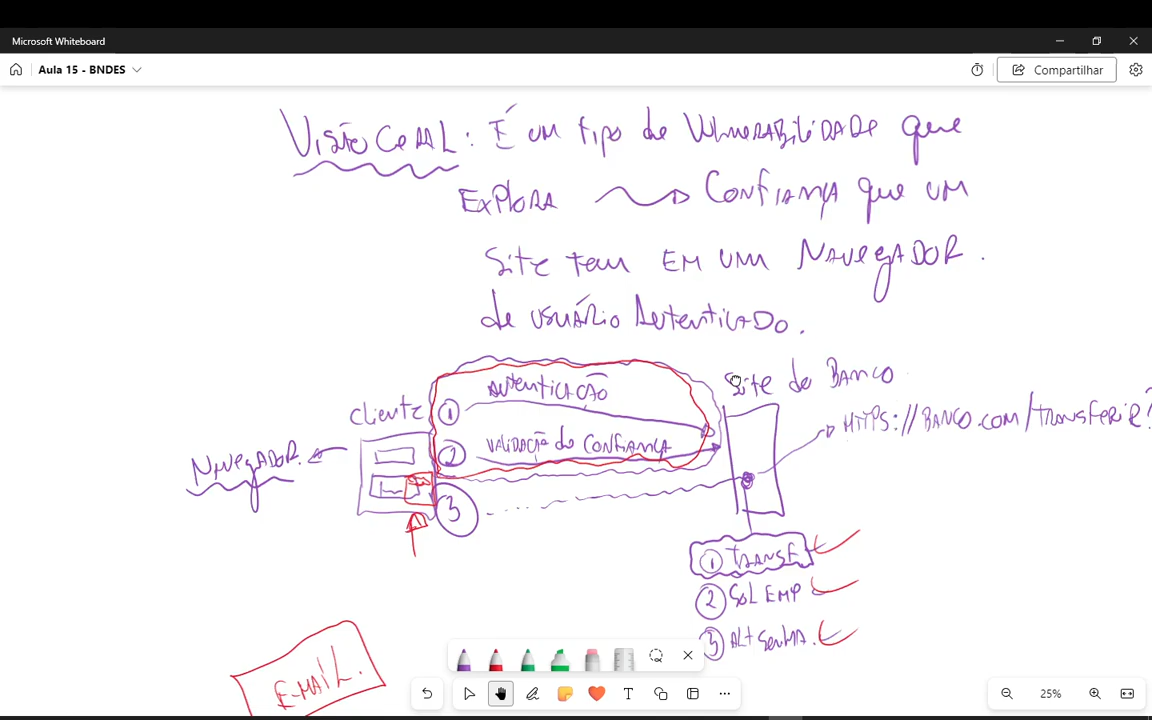 Microsoft Whiteboard
Aula 15 - BNDES
Compartilhar
Visão Geral: É um tipo de Vulnerabilidade que
Explora Confiança que um
Site tem em um Navegador.
de usuário Autenticado.
Site do Banco
Autenticação
cliente 1
HTTPS://BANCO.COM/TRANSFERIR?
2 Validação de Confiança
Navegador
3
1 TRANSF
2 Sol EMP
3 Alt Senha.
E-MAIL.
25%